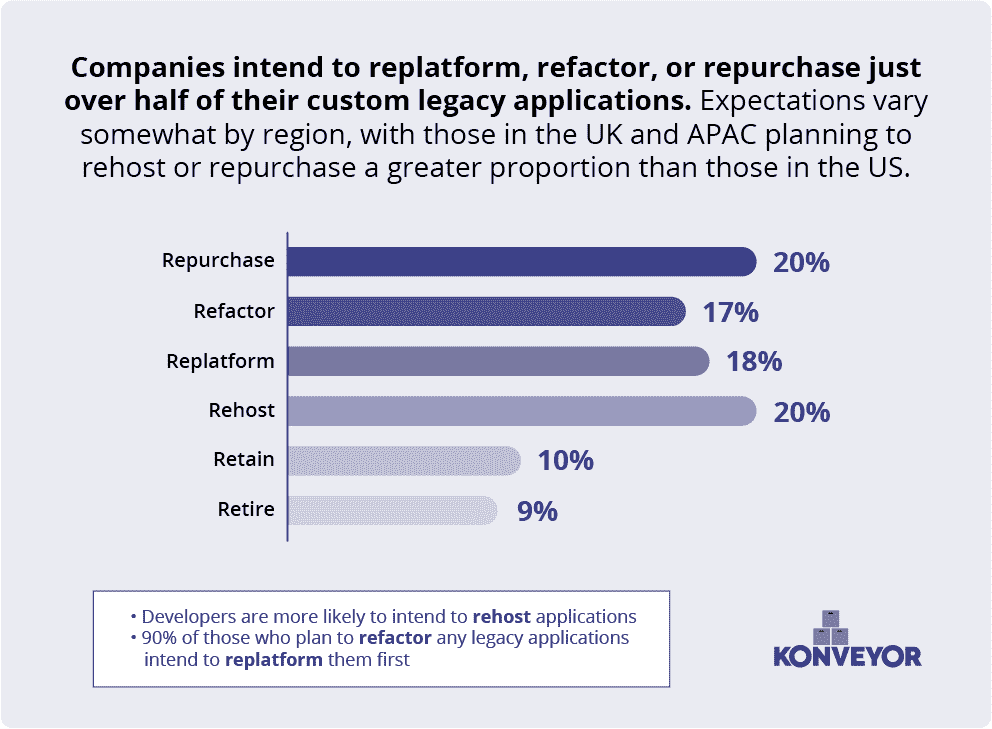 Companies intend to replatform, refactor, or repurchase just
over half of their custom legacy applications. Expectations vary
somewhat by region, with those in the UK and APAC planning to
rehost or repurchase a greater proportion than those in the US.
Repurchase 20%
Refactor 17%
Replatform 18%
Rehost 20%
Retain 10%
Retire 9%
• Developers are more likely to intend to rehost applications
• 90% of those who plan to refactor any legacy applications
intend to replatform them first
KONVEYOR